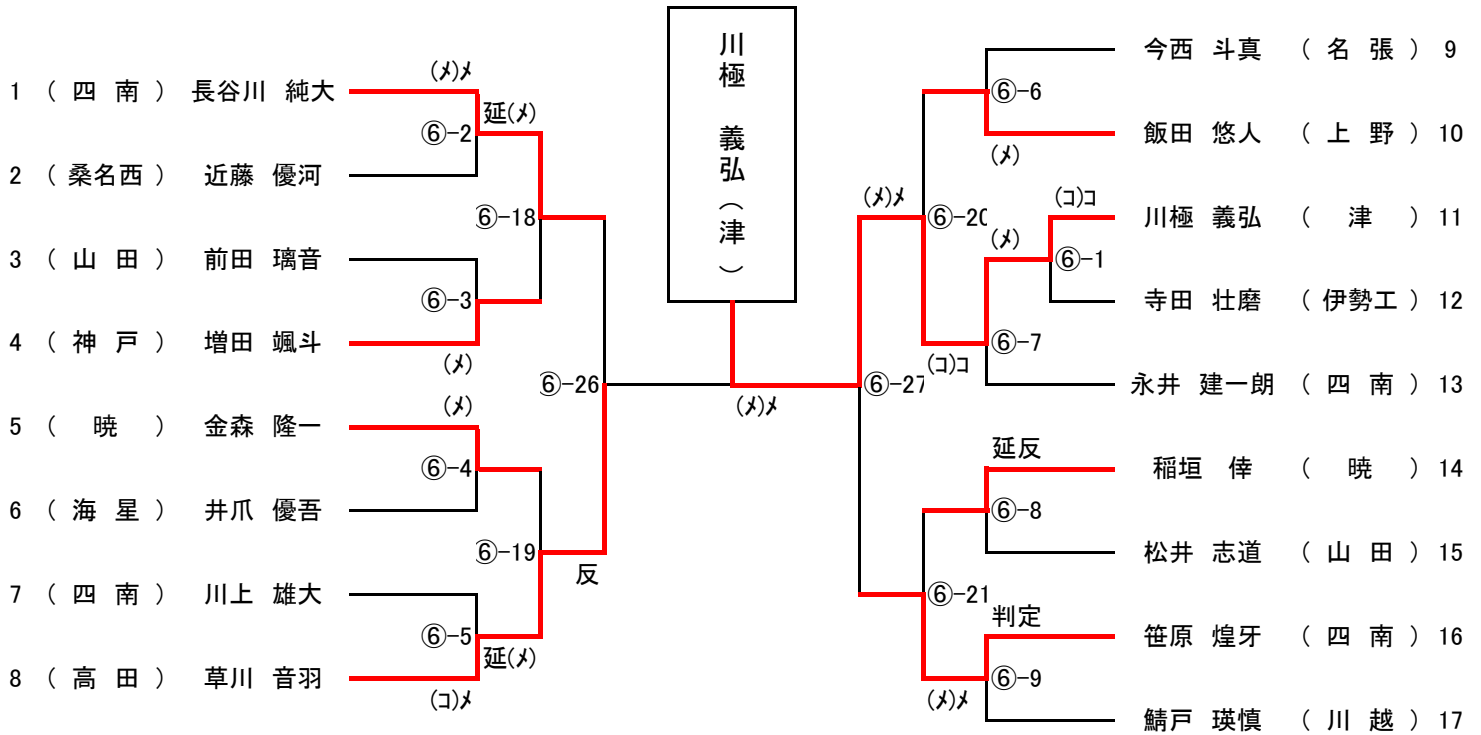 川極 義弘（津）
1 （ 四 南 ） 長谷川 純大
(ﾒ)ﾒ
⑥-2
延(ﾒ)
2 （ 桑名西 ） 近藤 優河
⑥-18
3 （ 山 田 ） 前田 璃音
⑥-3
4 （ 神 戸 ） 増田 颯斗
(ﾒ)
⑥-26
5 （ 暁 ） 金森 隆一
(ﾒ)
⑥-4
6 （ 海 星 ） 井爪 優吾
⑥-19
反
7 （ 四 南 ） 川上 雄大
⑥-5
延(ﾒ)
8 （ 高 田 ） 草川 音羽
(ｺ)ﾒ
(ﾒ)ﾒ
今西 斗真 （ 名 張 ） 9
⑥-6
飯田 悠人 （ 上 野 ） 10
(ﾒ)
(ﾒ)ﾒ
⑥-20
(ｺ)ｺ
川極 義弘 （ 津 ） 11
(ﾒ)
⑥-1
寺田 壮磨 （ 伊勢工 ） 12
⑥-7
(ｺ)ｺ
永井 建一朗 （ 四 南 ） 13
⑥-27
延反
稲垣 倖 （ 暁 ） 14
⑥-8
松井 志道 （ 山 田 ） 15
⑥-21
判定
笹原 煌牙 （ 四 南 ） 16
⑥-9
(ﾒ)ﾒ
鯖戸 瑛慎 （ 川 越 ） 17